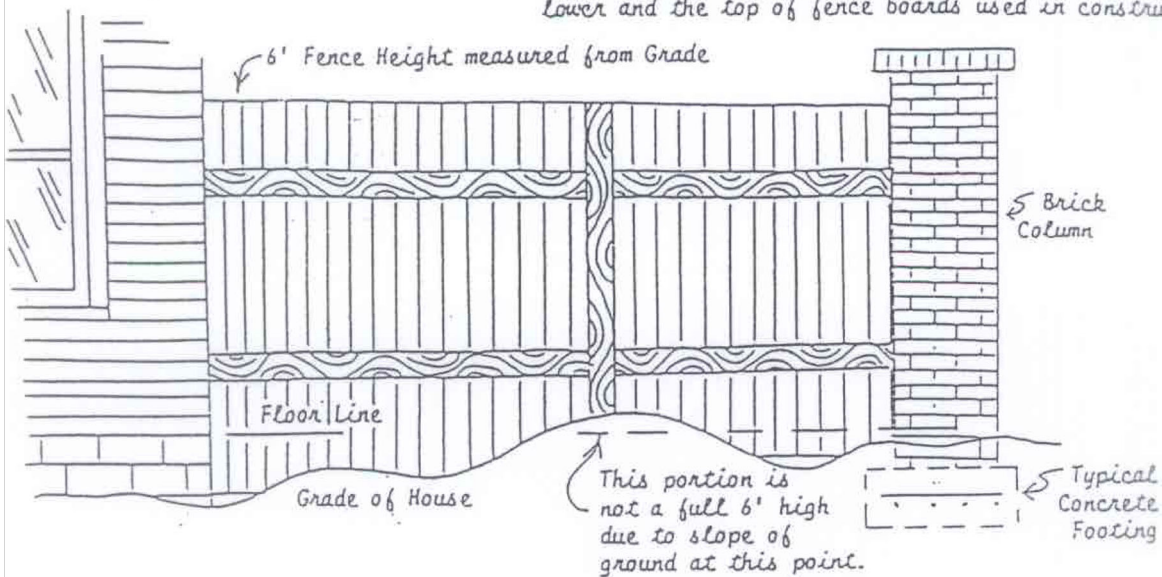 lower and the top of fence boards used in constru
6' Fence Height measured from Grade
Brick
Column
Floor Line
Grade of House
This portion is
not a full 6' high
due to slope of
ground at this point.
Typical
Concrete
Footing